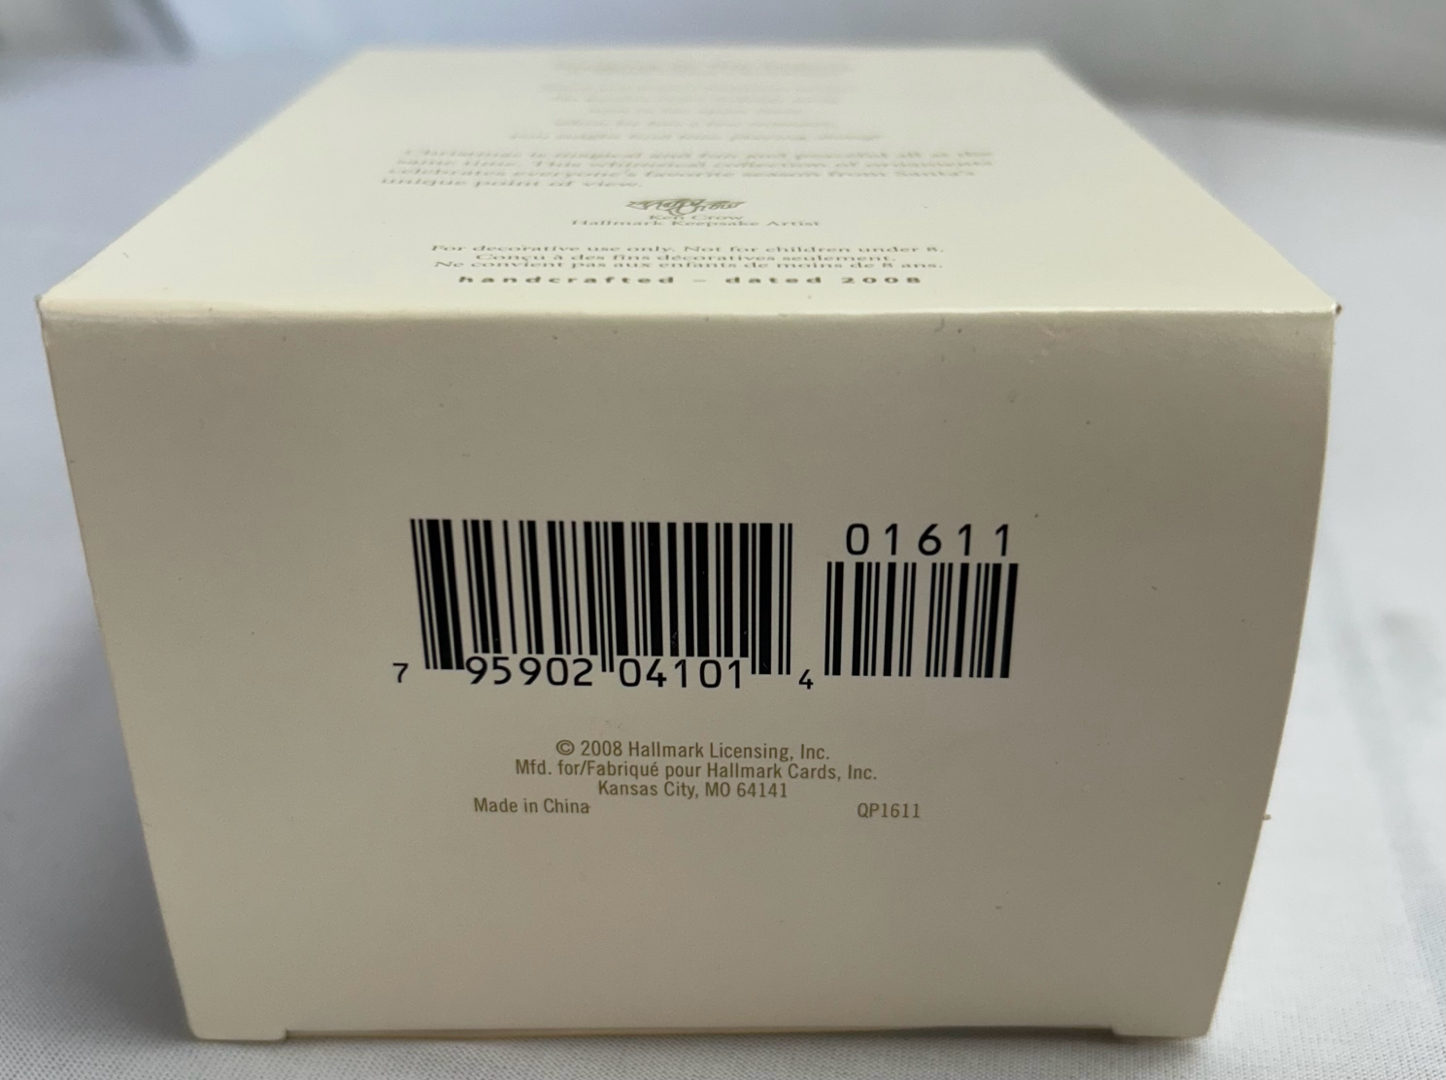 Christmas is magical and fun and peaceful all at the
same time. This whimsical collection of ornaments
celebrates everyone's favorite season from Santa's
unique point of view.
Ken Crow
Hallmark Keepsake Artist
For decorative use only. Not for children under 8.
Conçu à des fins décoratives seulement.
Ne convient pas aux enfants de moins de 8 ans.
handcrafted – dated 2008
01611
7 95902 04101 4
© 2008 Hallmark Licensing, Inc.
Mfd. for/Fabriqué pour Hallmark Cards, Inc.
Kansas City, MO 64141
Made in China QP1611